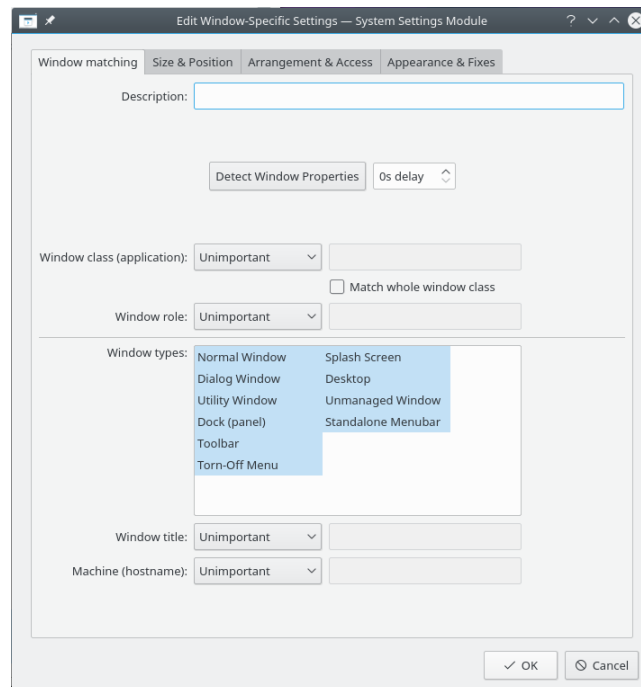 Edit Window-Specific Settings — System Settings Module
Window matching Size & Position Arrangement & Access Appearance & Fixes
Description:
Detect Window Properties 0s delay
Window class (application): Unimportant
Match whole window class
Window role: Unimportant
Window types:
Normal Window Splash Screen
Dialog Window Desktop
Utility Window Unmanaged Window
Dock (panel) Standalone Menubar
Toolbar
Torn-Off Menu
Window title: Unimportant
Machine (hostname): Unimportant
OK Cancel